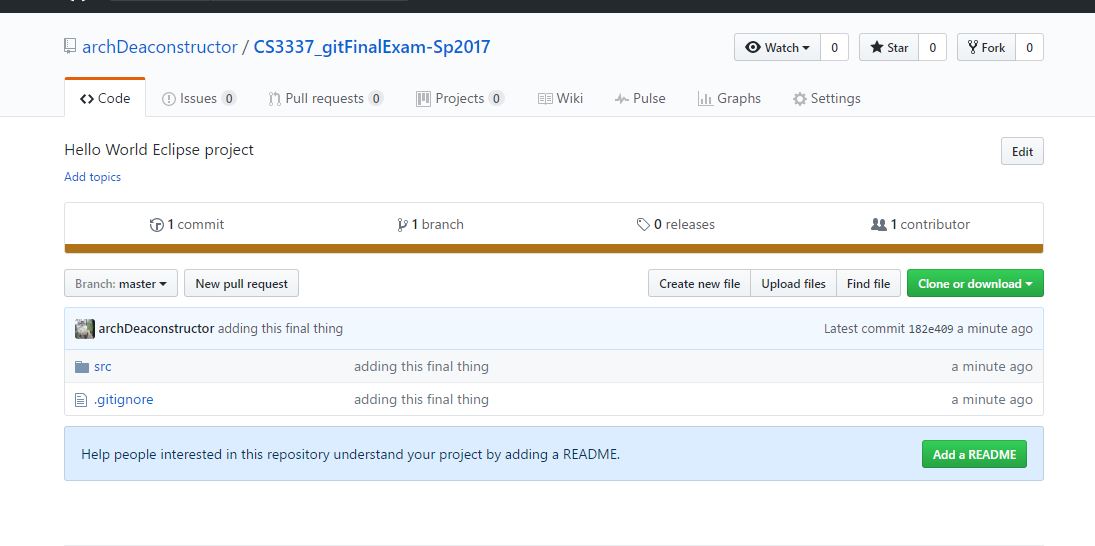 archDeaconstructor / CS3337_gitFinalExam-Sp2017
Watch 0 Star 0 Fork 0
Code Issues 0 Pull requests 0 Projects 0 Wiki Pulse Graphs Settings
Hello World Eclipse project
Edit
Add topics
1 commit 1 branch 0 releases 1 contributor
Branch: master New pull request Create new file Upload files Find file Clone or download
archDeaconstructor adding this final thing Latest commit 182e409 a minute ago
src adding this final thing a minute ago
.gitignore adding this final thing a minute ago
Help people interested in this repository understand your project by adding a README. Add a README